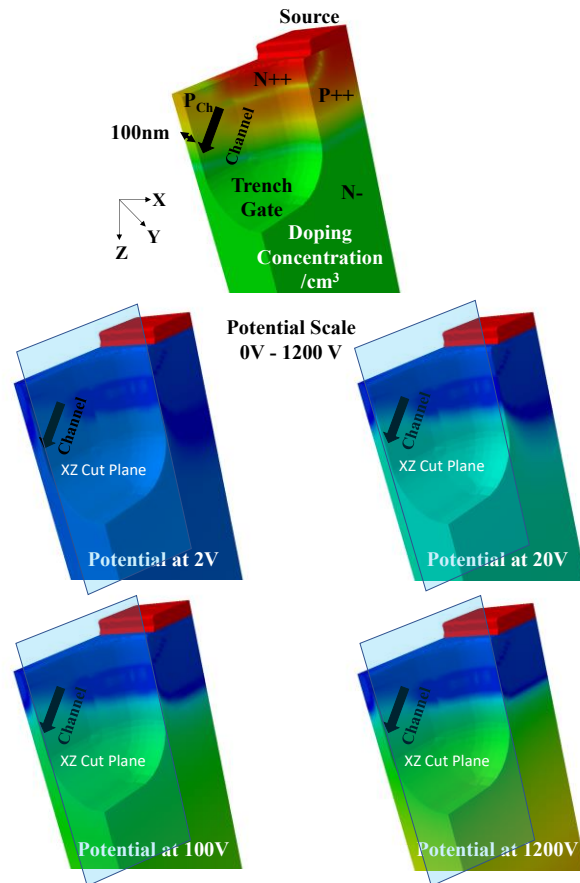 Source
N++
P++
PCh
100nm
Channel
Trench
Gate
N-
X
Y
Z
Doping
Concentration
/cm³
Potential Scale
0V - 1200 V
Channel
XZ Cut Plane
Potential at 2V
Channel
XZ Cut Plane
Potential at 20V
Channel
XZ Cut Plane
Potential at 100V
Channel
XZ Cut Plane
Potential at 1200V